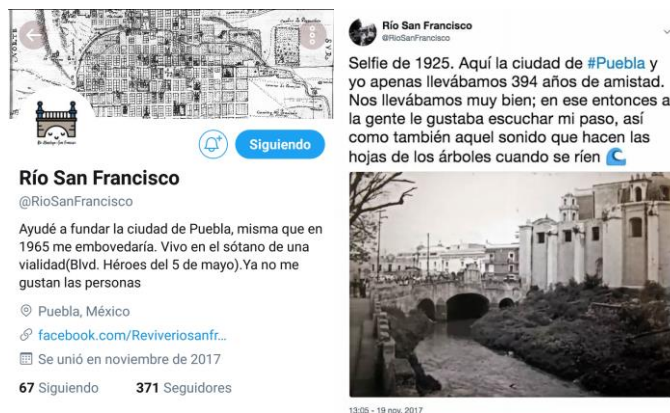 Siguiendo
Río San Francisco
@RioSanFrancisco
Ayudé a fundar la ciudad de Puebla, misma que en
1965 me embovedaría. Vivo en el sótano de una
vialidad(Blvd. Héroes del 5 de mayo).Ya no me
gustan las personas
Puebla, México
facebook.com/Reviveriosanfr...
Se unió en noviembre de 2017
67 Siguiendo 371 Seguidores
Río San Francisco
@RioSanFrancisco
Selfie de 1925. Aquí la ciudad de #Puebla y
yo apenas llevábamos 394 años de amistad.
Nos llevábamos muy bien; en ese entonces a
la gente le gustaba escuchar mi paso, así
como también aquel sonido que hacen las
hojas de los árboles cuando se ríen
13:05 - 19 nov. 2017